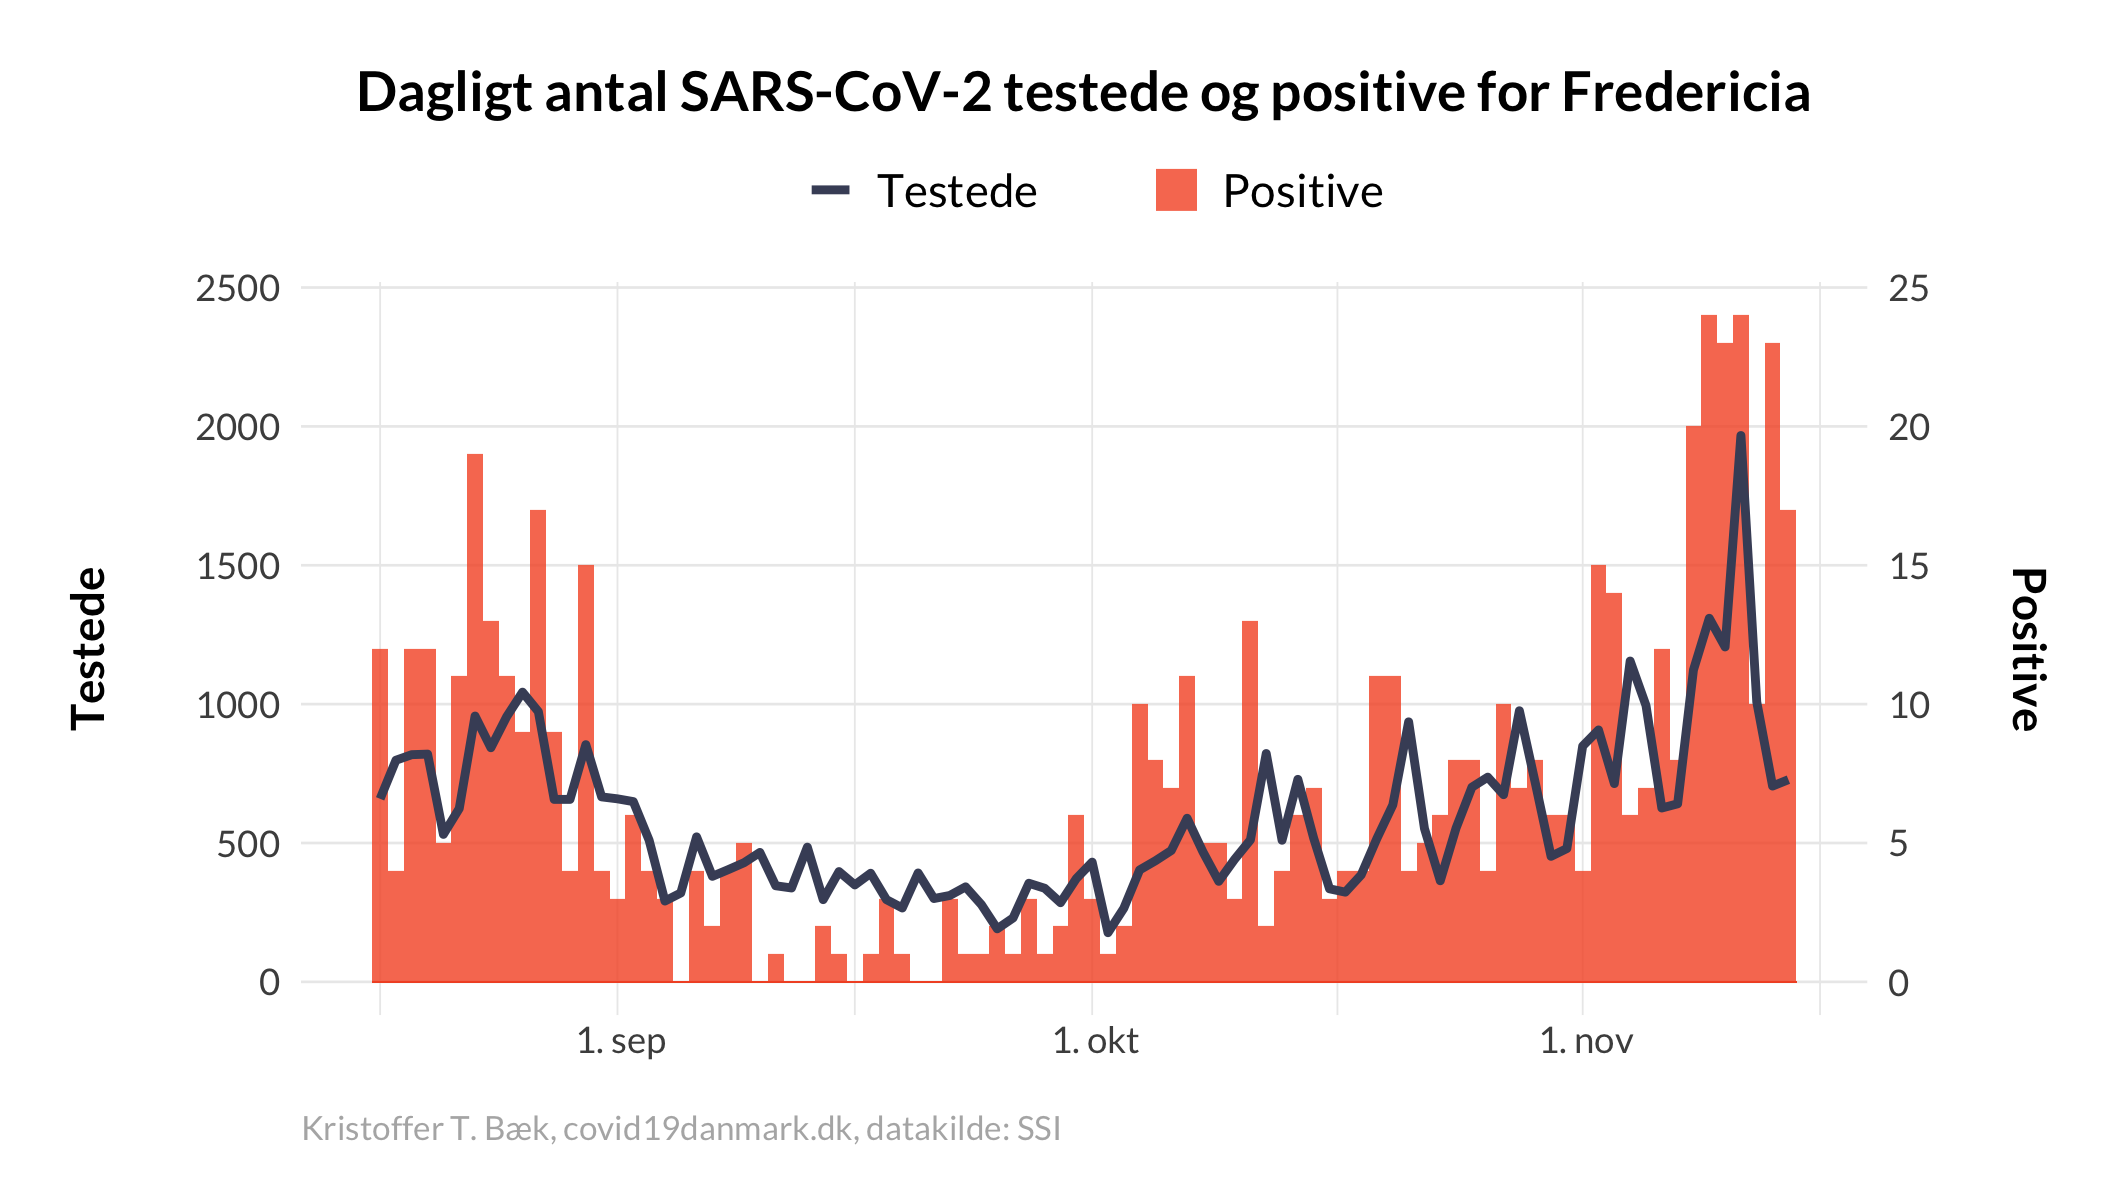 Dagligt antal SARS-CoV-2 testede og positive for Fredericia
Testede
Positive
2500
2000
1500
1000
500
0
25
20
15
10
5
0
Testede
Positive
1. sep
1. okt
1. nov
Kristoffer T. Bæk, covid19danmark.dk, datakilde: SSI